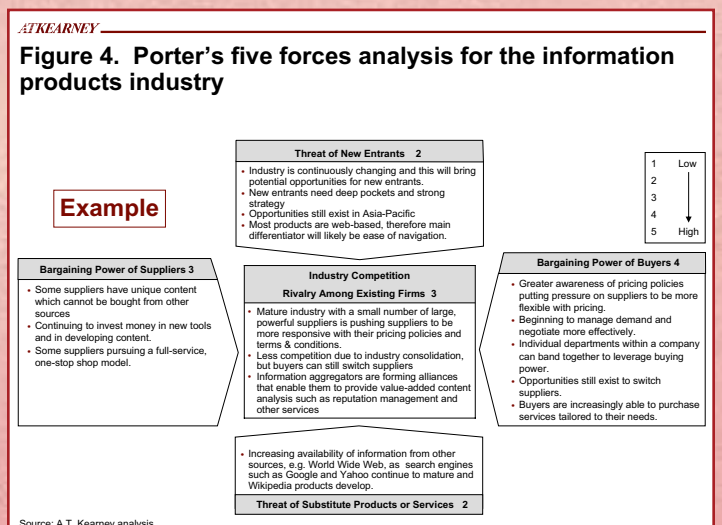 ATKEARNEY
Figure 4. Porter's five forces analysis for the information
products industry
Threat of New Entrants 2
• Industry is continuously changing and this will bring
potential opportunities for new entrants.
• New entrants need deep pockets and strong
strategy
• Opportunities still exist in Asia-Pacific
• Most products are web-based, therefore main
differentiator will likely be ease of navigation.
1 Low
2
3
4
5 High
Example
Bargaining Power of Suppliers 3
• Some suppliers have unique content
which cannot be bought from other
sources
• Continuing to invest money in new tools
and in developing content.
• Some suppliers pursuing a full-service,
one-stop shop model.
Industry Competition
Rivalry Among Existing Firms 3
• Mature industry with a small number of large,
powerful suppliers is pushing suppliers to be
more responsive with their pricing policies and
terms & conditions.
• Less competition due to industry consolidation,
but buyers can still switch suppliers
• Information aggregators are forming alliances
that enable them to provide value-added content
analysis such as reputation management and
other services
Bargaining Power of Buyers 4
• Greater awareness of pricing policies
putting pressure on suppliers to be more
flexible with pricing.
• Beginning to manage demand and
negotiate more effectively.
• Individual departments within a company
can band together to leverage buying
power.
• Opportunities still exist to switch
suppliers.
• Buyers are increasingly able to purchase
services tailored to their needs.
• Increasing availability of information from other
sources, e.g. World Wide Web, as search engines
such as Google and Yahoo continue to mature and
Wikipedia products develop.
Threat of Substitute Products or Services 2
Source: A.T. Kearney analysis